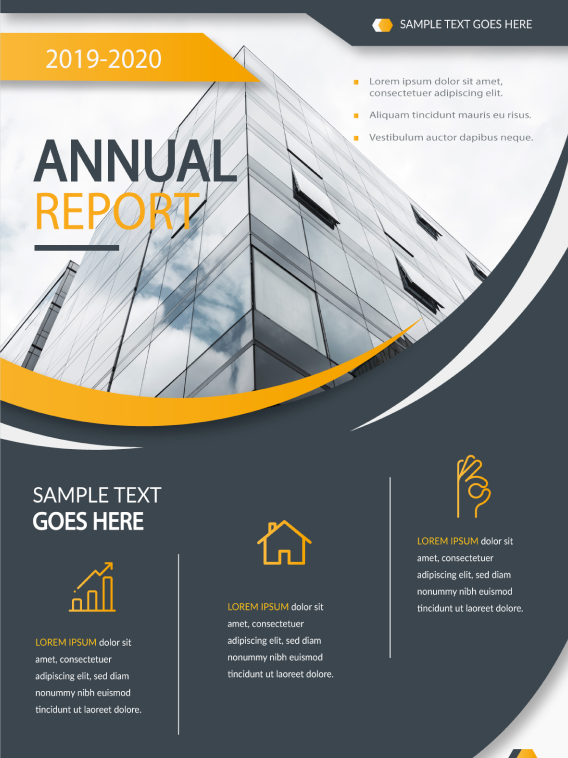 SAMPLE TEXT GOES HERE
2019-2020
Lorem ipsum dolor sit amet,
consectetuer adipiscing elit.
Aliquam tincidunt mauris eu risus.
Vestibulum auctor dapibus neque.
ANNUAL
REPORT
SAMPLE TEXT
GOES HERE
LOREM IPSUM dolor sit
amet, consectetuer
adipiscing elit, sed diam
nonummy nibh euismod
tincidunt ut laoreet dolore.
LOREM IPSUM dolor sit
amet, consectetuer
adipiscing elit, sed diam
nonummy nibh euismod
tincidunt ut laoreet dolore.
LOREM IPSUM dolor sit
amet, consectetuer
adipiscing elit, sed diam
nonummy nibh euismod
tincidunt ut laoreet dolore.